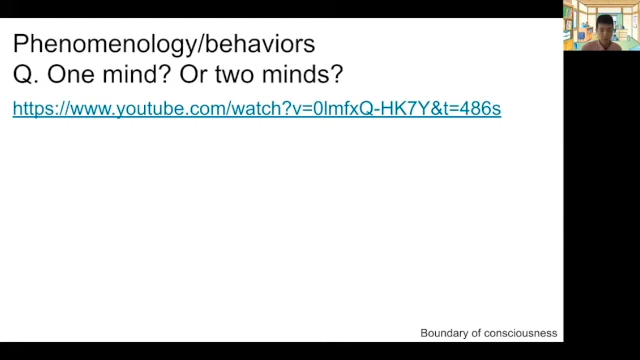 Phenomenology/behaviors
Q. One mind? Or two minds?
https://www.youtube.com/watch?v=0lmfxQ-HK7Y&t=486s
Boundary of consciousness